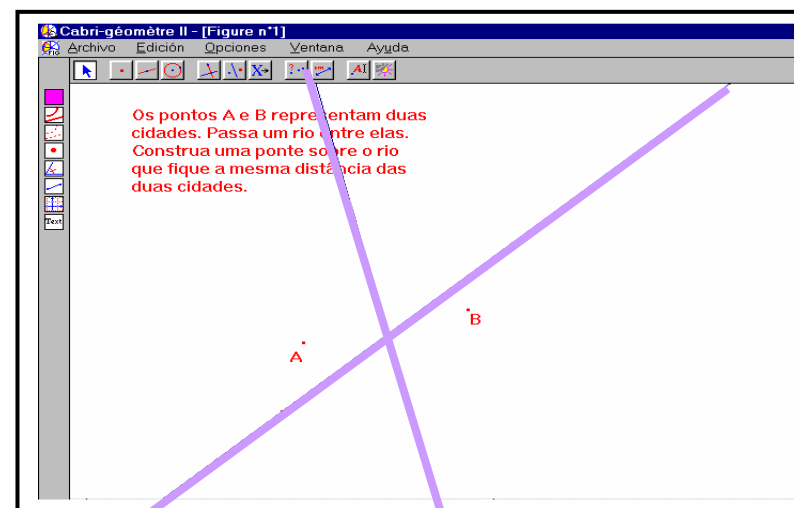 Cabri-géomètre II - [Figure n°1]
Archivo Edición Opciones Ventana Ayuda
Os pontos A e B representam duas
cidades. Passa um rio entre elas.
Construa uma ponte sobre o rio
que fique a mesma distância das
duas cidades.
Text
B
A